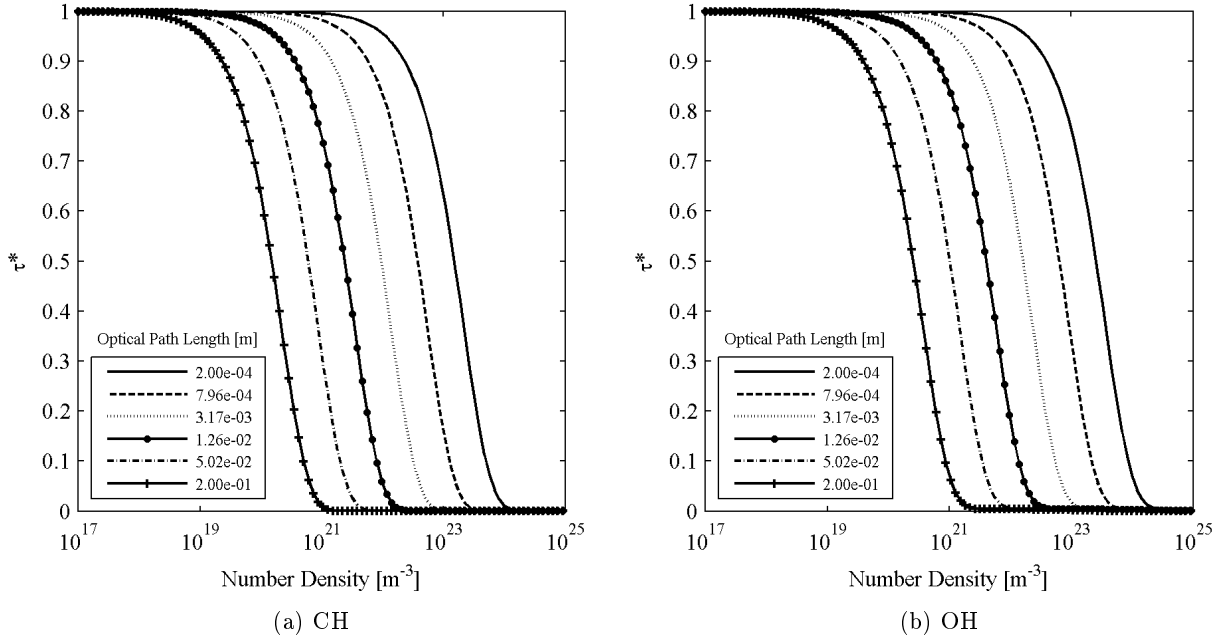 1
0.9
0.8
0.7
0.6
0.5
0.4
0.3
0.2
0.1
0
τ*
Optical Path Length [m]
2.00e-04
7.96e-04
3.17e-03
1.26e-02
5.02e-02
2.00e-01
10^17
10^19
10^21
10^23
10^25
Number Density [m^-3]
(a) CH
1
0.9
0.8
0.7
0.6
0.5
0.4
0.3
0.2
0.1
0
τ*
Optical Path Length [m]
2.00e-04
7.96e-04
3.17e-03
1.26e-02
5.02e-02
2.00e-01
10^17
10^19
10^21
10^23
10^25
Number Density [m^-3]
(b) OH